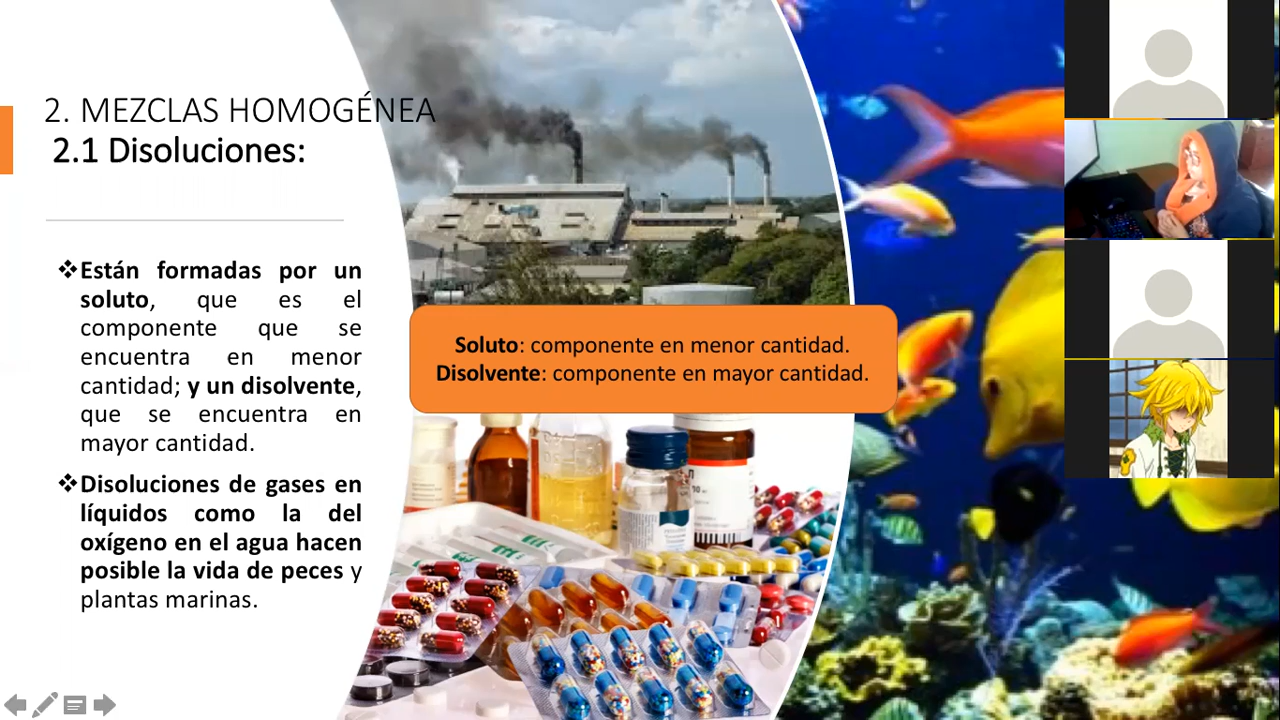 2. MEZCLAS HOMOGÉNEA
2.1 Disoluciones:
❖Están formadas por un
soluto, que es el
componente que se
encuentra en menor
cantidad; y un disolvente,
que se encuentra en
mayor cantidad.
❖Disoluciones de gases en
líquidos como la del
oxígeno en el agua hacen
posible la vida de peces y
plantas marinas.
Soluto: componente en menor cantidad.
Disolvente: componente en mayor cantidad.